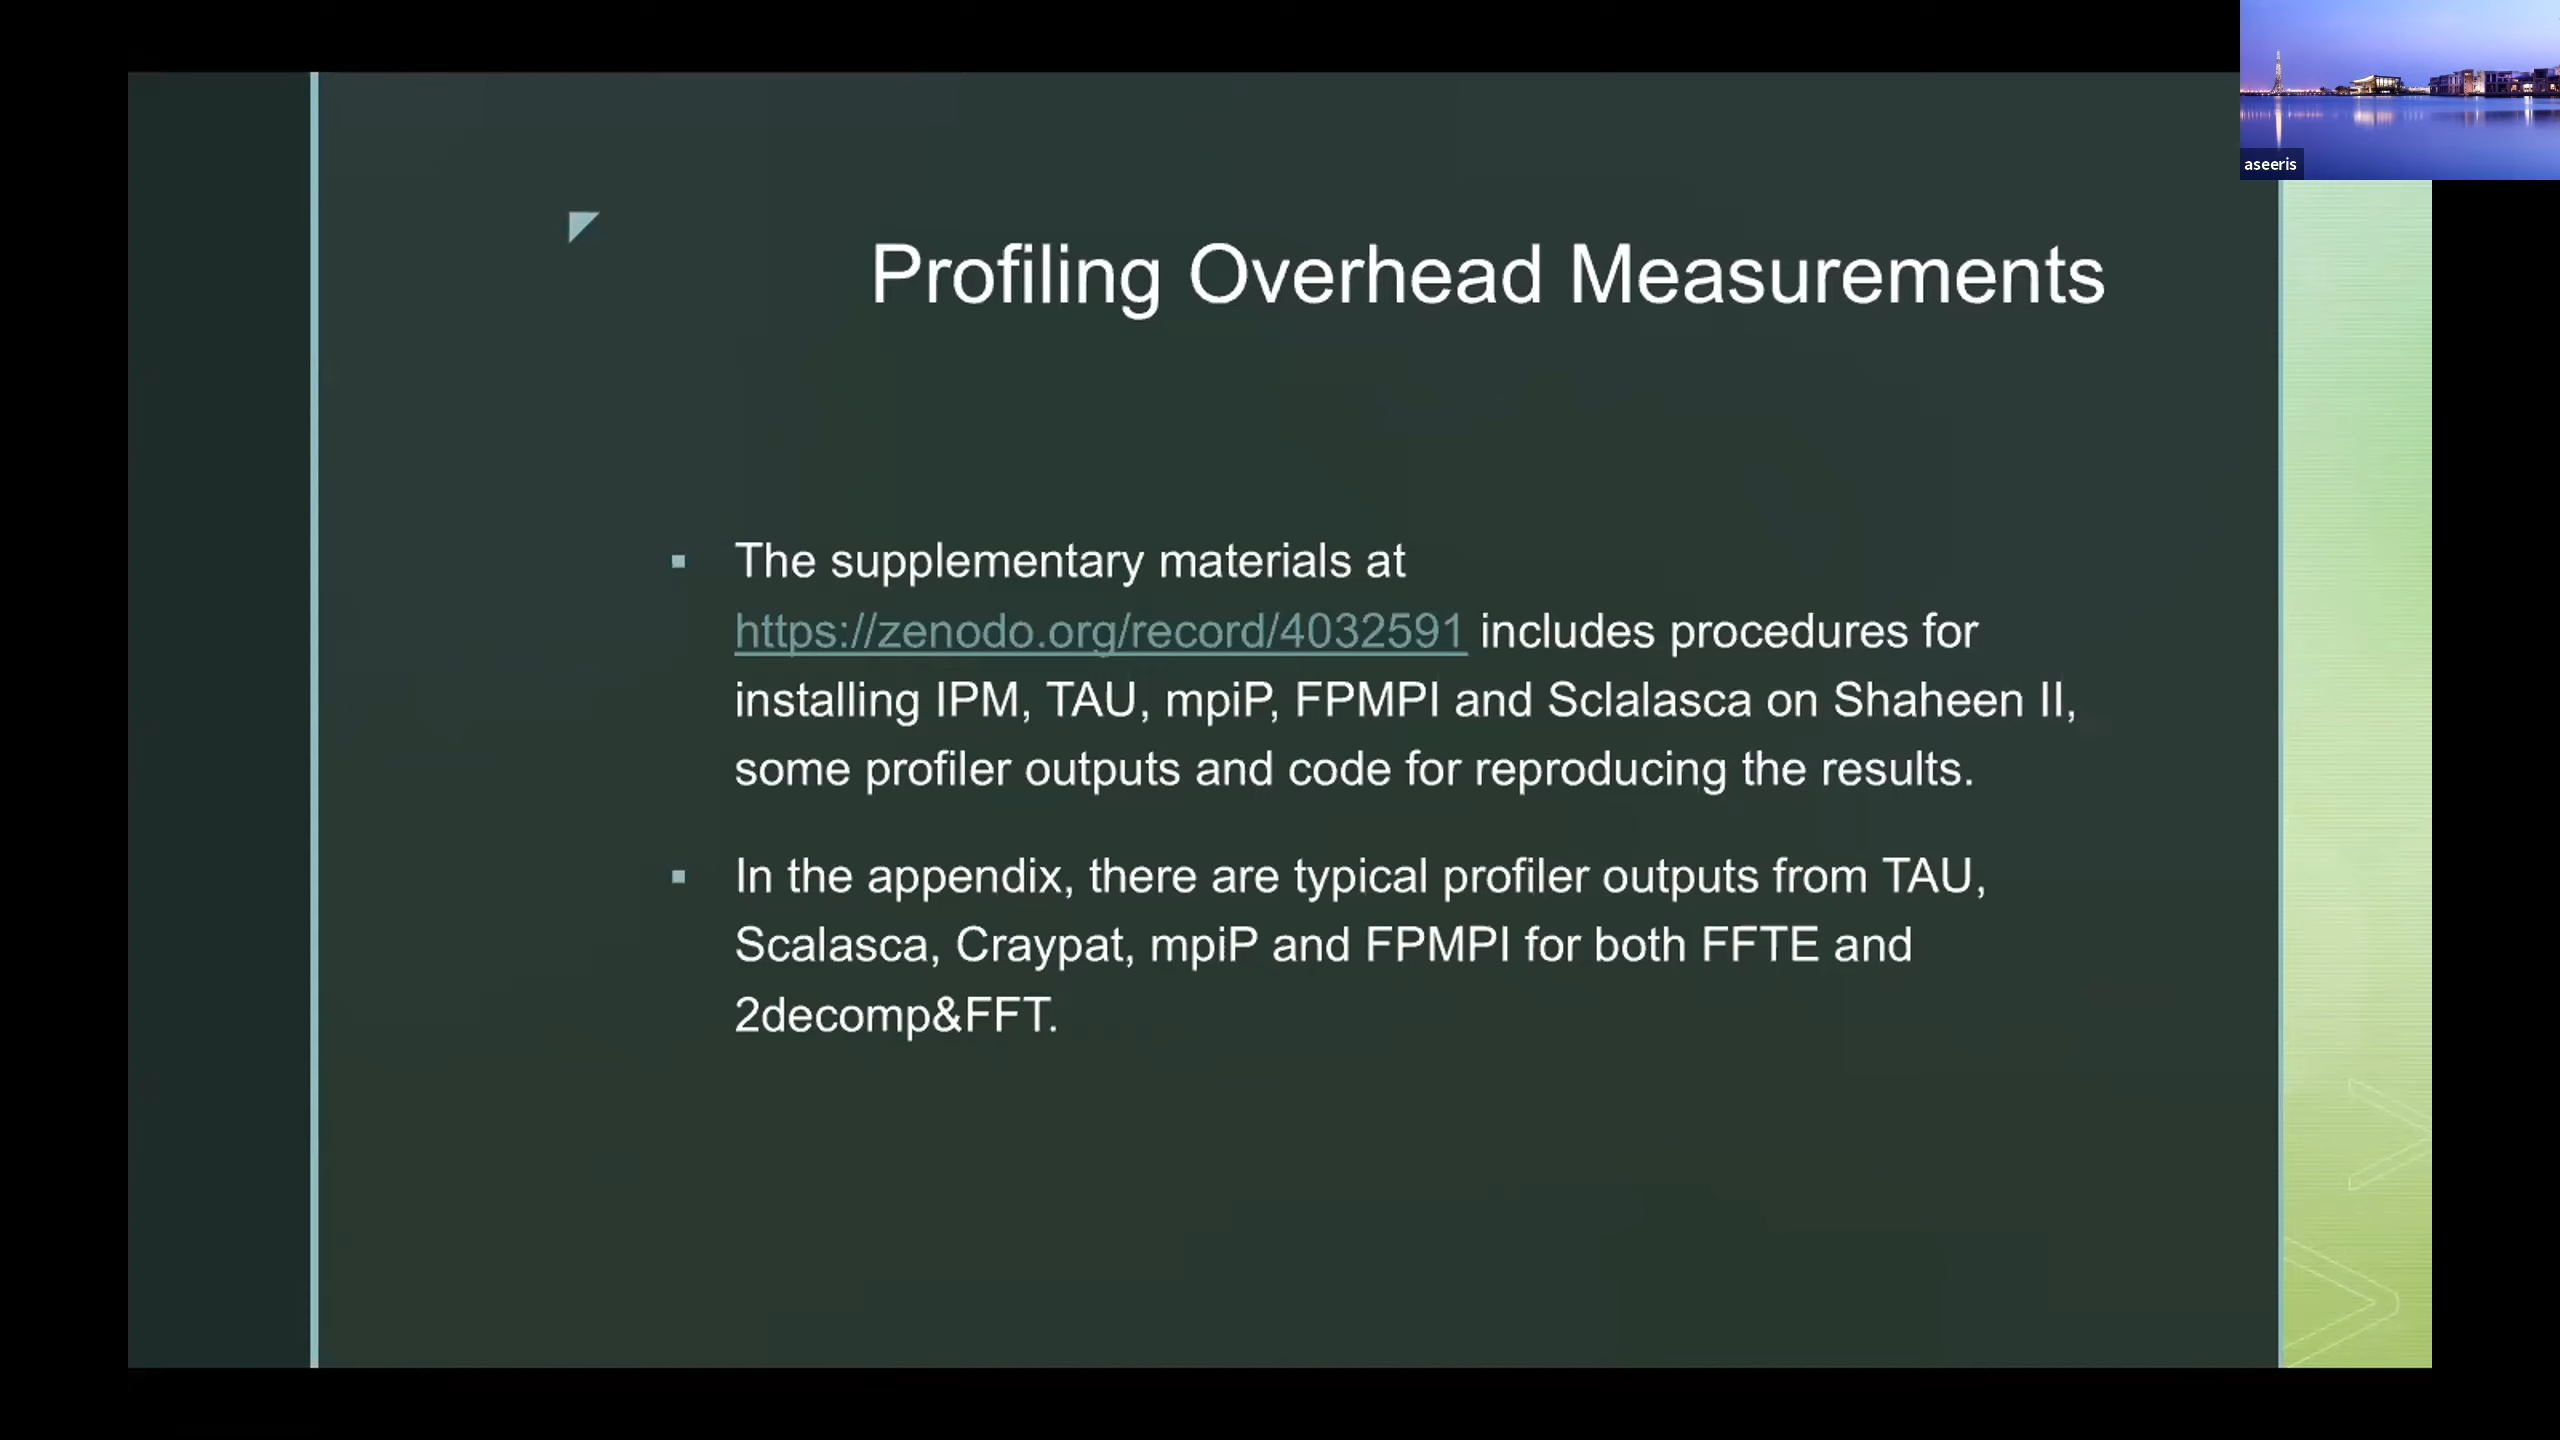 aseeris
Profiling Overhead Measurements
▪ The supplementary materials at
https://zenodo.org/record/4032591 includes procedures for
installing IPM, TAU, mpiP, FPMPI and Sclalasca on Shaheen II,
some profiler outputs and code for reproducing the results.
▪ In the appendix, there are typical profiler outputs from TAU,
Scalasca, Craypat, mpiP and FPMPI for both FFTE and
2decomp&FFT.